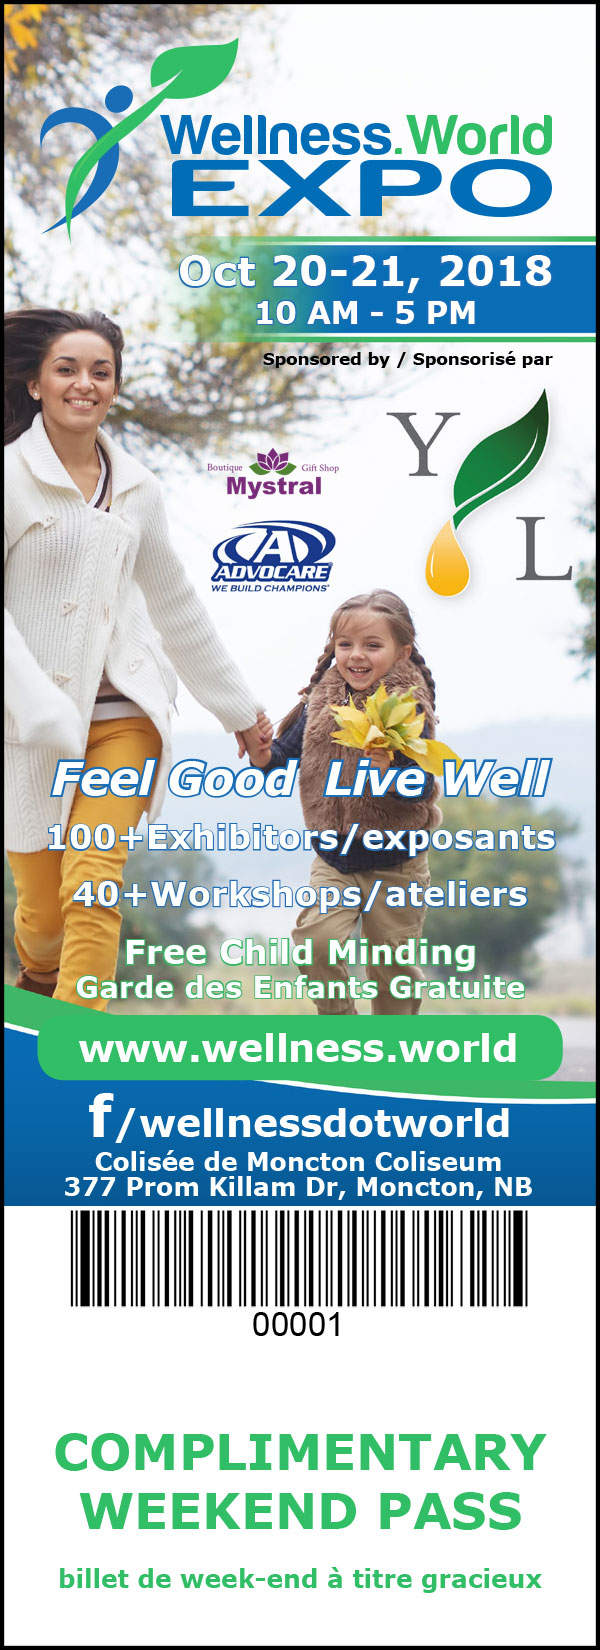 Wellness.World
EXPO
Oct 20-21, 2018
10 AM - 5 PM
Sponsored by / Sponsorisé par
Boutique Gift Shop
Mystral
Y L
A
ADVOCARE®
WE BUILD CHAMPIONS®
Feel Good Live Well
100+Exhibitors/exposants
40+Workshops/ateliers
Free Child Minding
Garde des Enfants Gratuite
www.wellness.world
f/wellnessdotworld
Colisée de Moncton Coliseum
377 Prom Killam Dr, Moncton, NB
00001
COMPLIMENTARY
WEEKEND PASS
billet de week-end à titre gracieux